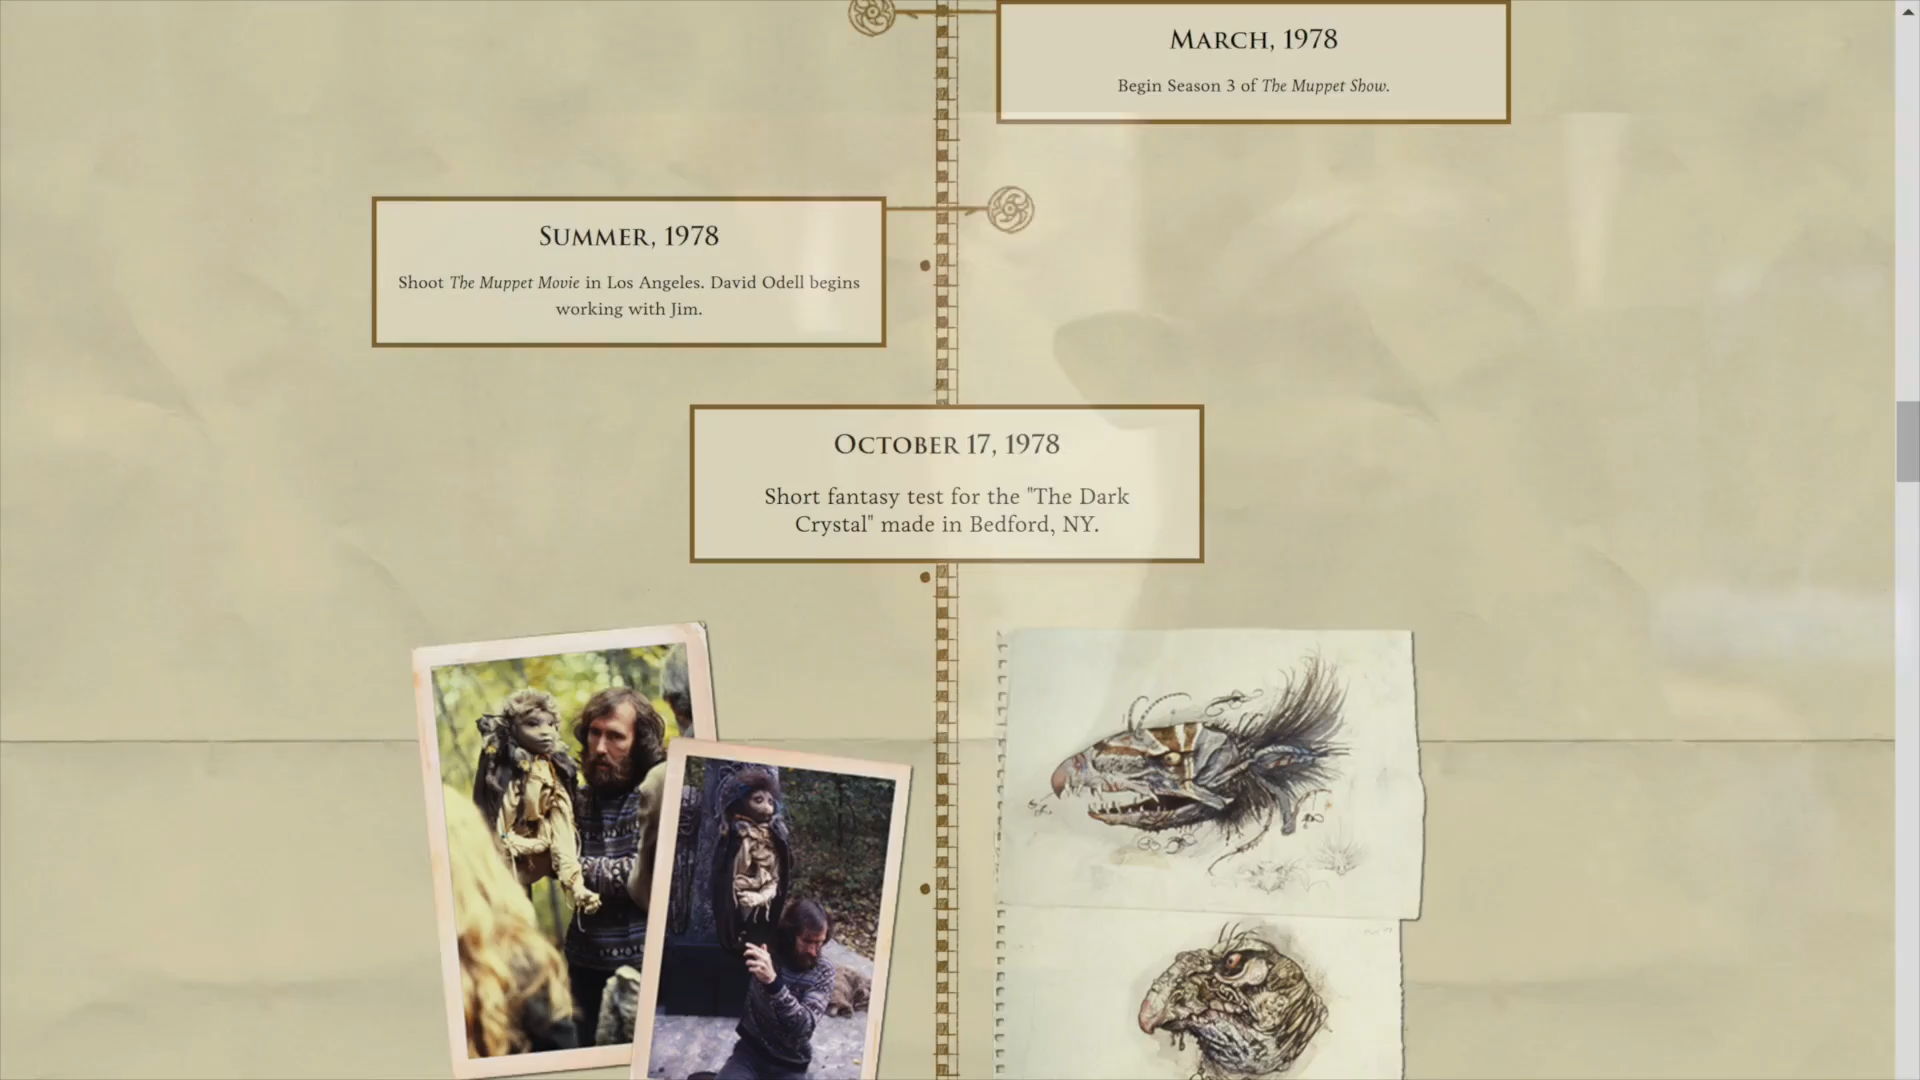 March, 1978
Begin Season 3 of The Muppet Show.
Summer, 1978
Shoot The Muppet Movie in Los Angeles. David Odell begins
working with Jim.
October 17, 1978
Short fantasy test for the "The Dark
Crystal" made in Bedford, NY.